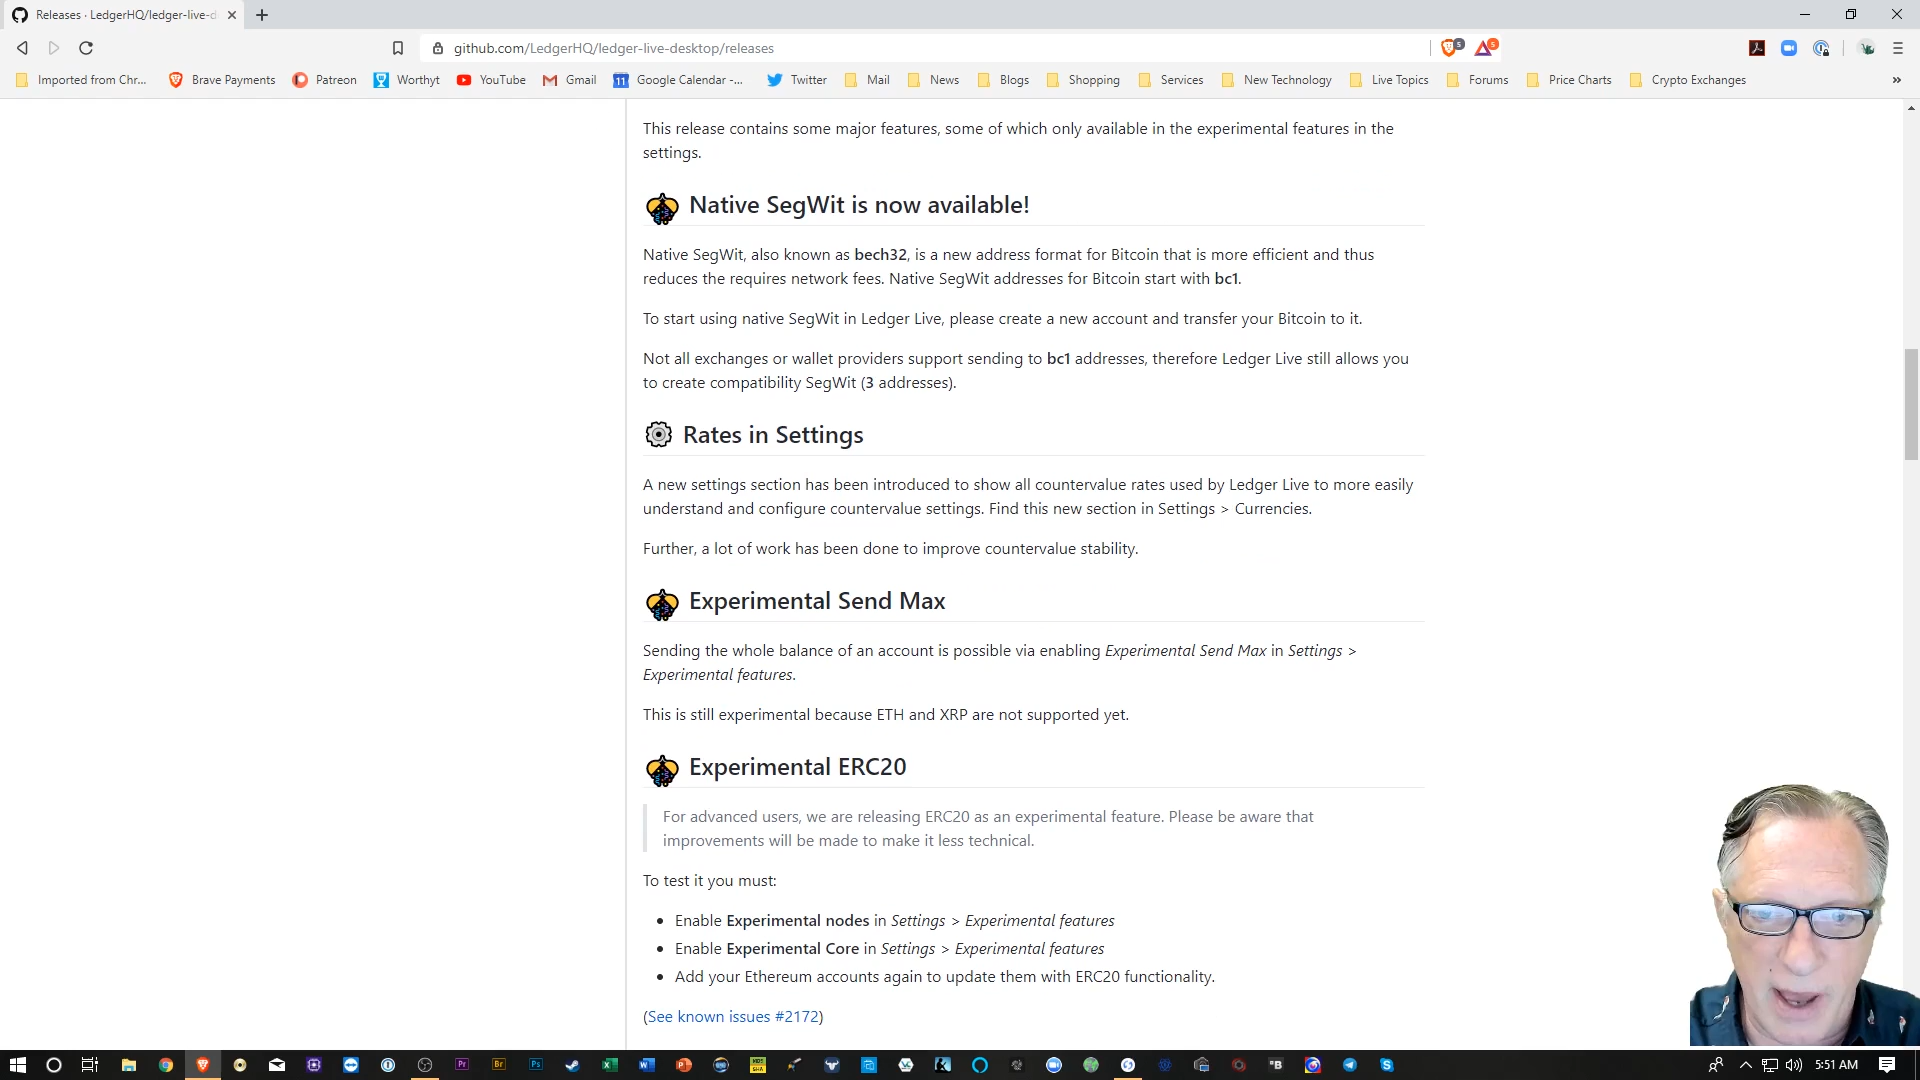 Releases · LedgerHQ/ledger-live-d
github.com/LedgerHQ/ledger-live-desktop/releases
5
5
Imported from Chr...
Brave Payments
Patreon
Worthyt
YouTube
Gmail
11
Google Calendar -...
Twitter
Mail
News
Blogs
Shopping
Services
New Technology
Live Topics
Forums
Price Charts
Crypto Exchanges
»
This release contains some major features, some of which only available in the experimental features in the
settings.
Native SegWit is now available!
Native SegWit, also known as bech32, is a new address format for Bitcoin that is more efficient and thus
reduces the requires network fees. Native SegWit addresses for Bitcoin start with bc1.
To start using native SegWit in Ledger Live, please create a new account and transfer your Bitcoin to it.
Not all exchanges or wallet providers support sending to bc1 addresses, therefore Ledger Live still allows you
to create compatibility SegWit (3 addresses).
Rates in Settings
A new settings section has been introduced to show all countervalue rates used by Ledger Live to more easily
understand and configure countervalue settings. Find this new section in Settings > Currencies.
Further, a lot of work has been done to improve countervalue stability.
Experimental Send Max
Sending the whole balance of an account is possible via enabling Experimental Send Max in Settings >
Experimental features.
This is still experimental because ETH and XRP are not supported yet.
Experimental ERC20
For advanced users, we are releasing ERC20 as an experimental feature. Please be aware that
improvements will be made to make it less technical.
To test it you must:
• Enable Experimental nodes in Settings > Experimental features
• Enable Experimental Core in Settings > Experimental features
• Add your Ethereum accounts again to update them with ERC20 functionality.
(See known issues #2172)
Pr
Br
Ps
5:51 AM